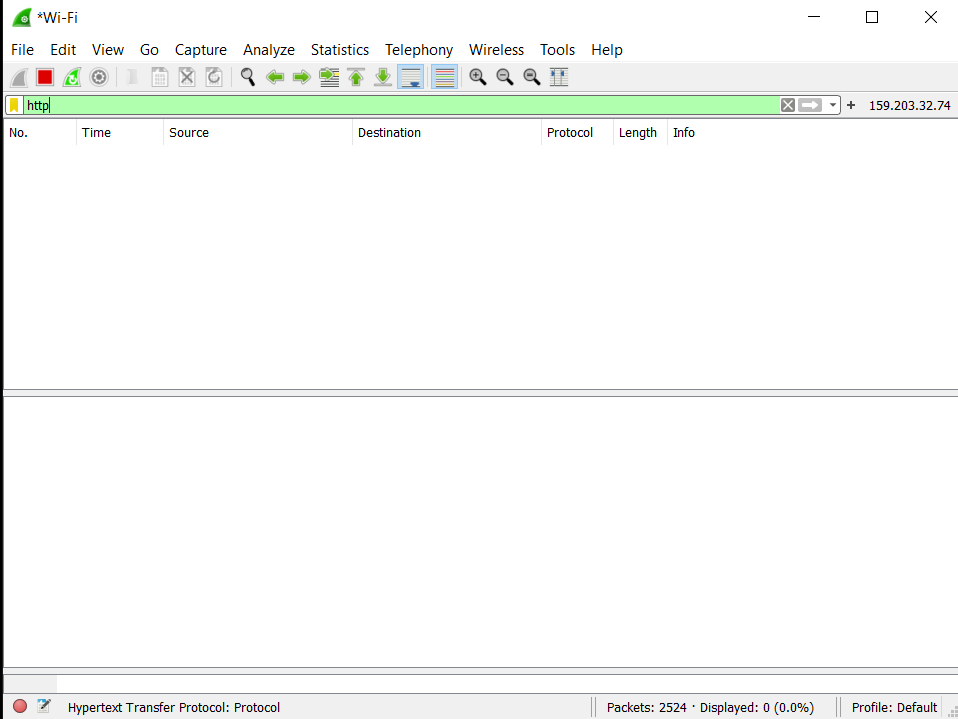 *Wi-Fi
File Edit View Go Capture Analyze Statistics Telephony Wireless Tools Help
http + 159.203.32.74
No. Time Source Destination Protocol Length Info
Hypertext Transfer Protocol: Protocol Packets: 2524 · Displayed: 0 (0.0%) Profile: Default